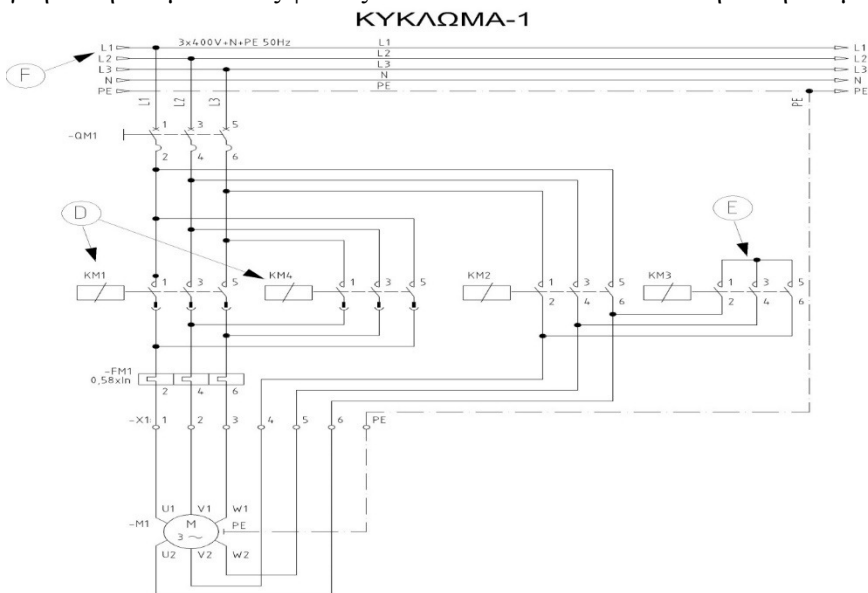 ΚΥΚΛΩΜΑ-1
3x400V+N+PE 50Hz
L1 L1 L1
L2 L2 L2
L3 L3 L3
N N N
PE PE PE
F
L1 L2 L3 PE
-QM1 1 3 5
2 4 6
D E
KM1 1 3 5 KM4 1 3 5 KM2 1 3 5 KM3 1 3 5
2 4 6 2 4 6
-FM1
0,58xIn 2 4 6
-X1: 1 2 3 4 5 6 PE
U1 V1 W1
-M1 M PE
3 ~
U2 V2 W2